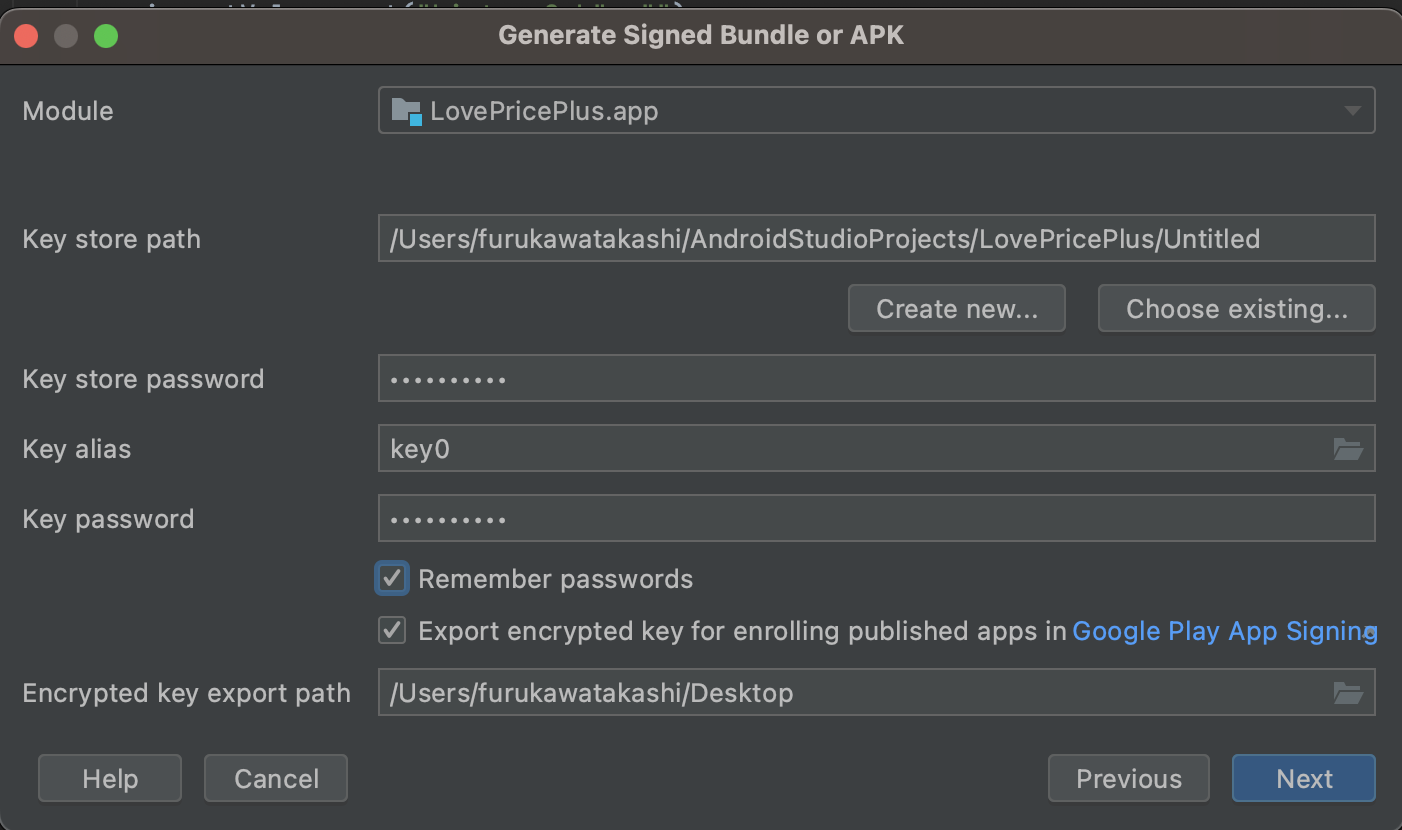 Generate Signed Bundle or APK
Module LovePricePlus.app
Key store path /Users/furukawatakashi/AndroidStudioProjects/LovePricePlus/Untitled
Create new... Choose existing...
Key store password ••••••••••
Key alias key0
Key password ••••••••••
Remember passwords
Export encrypted key for enrolling published apps in Google Play App Signing
Encrypted key export path /Users/furukawatakashi/Desktop
Help Cancel Previous Next